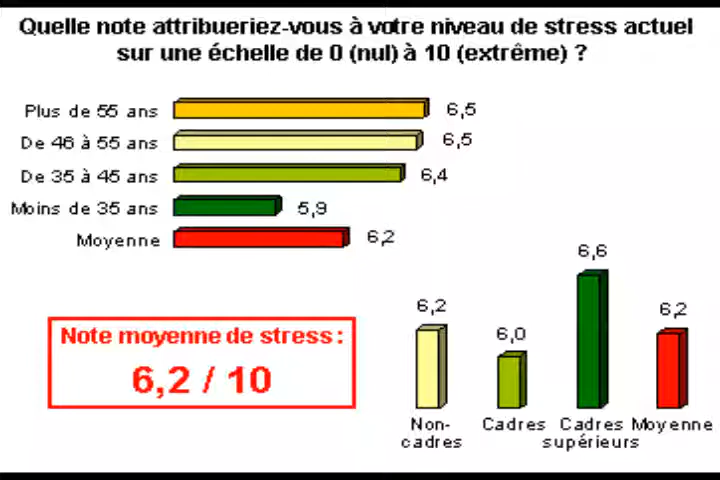 Quelle note attribueriez-vous à votre niveau de stress actuel
sur une échelle de 0 (nul) à 10 (extrême) ?
Plus de 55 ans 6,5
De 46 à 55 ans 6,5
De 35 à 45 ans 6,4
Moins de 35 ans 5,9
Moyenne 6,2
Note moyenne de stress :
6,2 / 10
6,2 6,0 6,6 6,2
Non-cadres Cadres Cadres supérieurs Moyenne